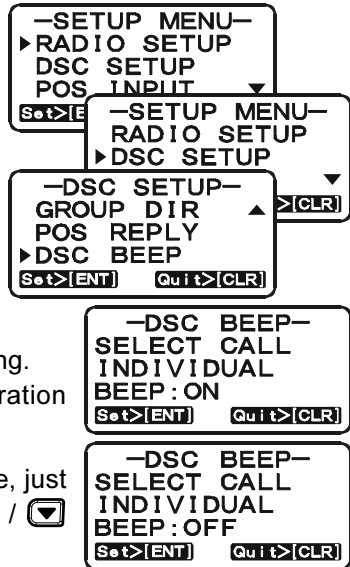 —SETUP MENU—
▶RADIO SETUP
DSC SETUP
POS INPUT ▼
Set>[E
—SETUP MENU—
RADIO SETUP
▶DSC SETUP
▼
>[CLR]
—DSC SETUP—
GROUP DIR ▲
POS REPLY
▶DSC BEEP
Set>[ENT] Quit>[CLR]
—DSC BEEP—
SELECT CALL
INDIVIDUAL
BEEP:ON
Set>[ENT] Quit>[CLR]
ng.
ration
—DSC BEEP—
SELECT CALL
INDIVIDUAL
BEEP:OFF
Set>[ENT] Quit>[CLR]
e, just
/ ▼